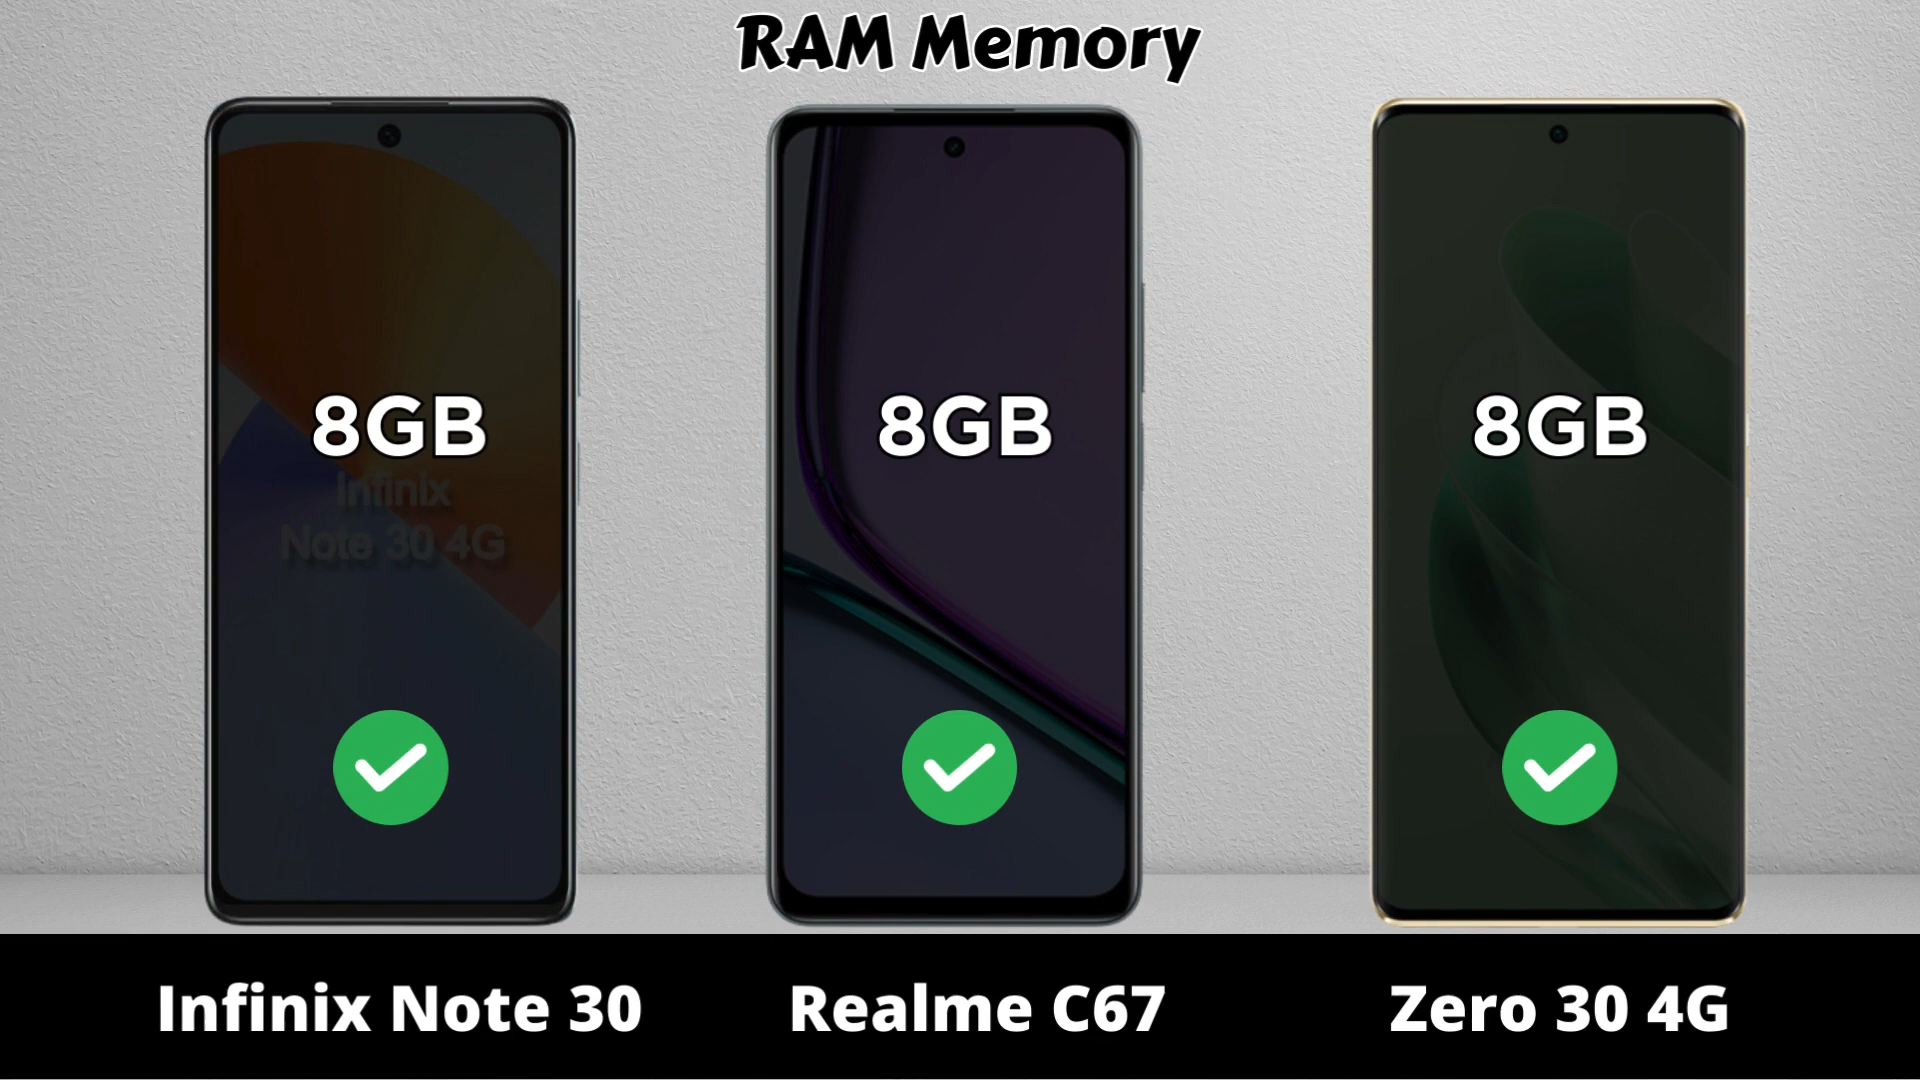 RAM Memory
8GB
8GB
8GB
Infinix
Note 30 4G
Infinix Note 30
Realme C67
Zero 30 4G